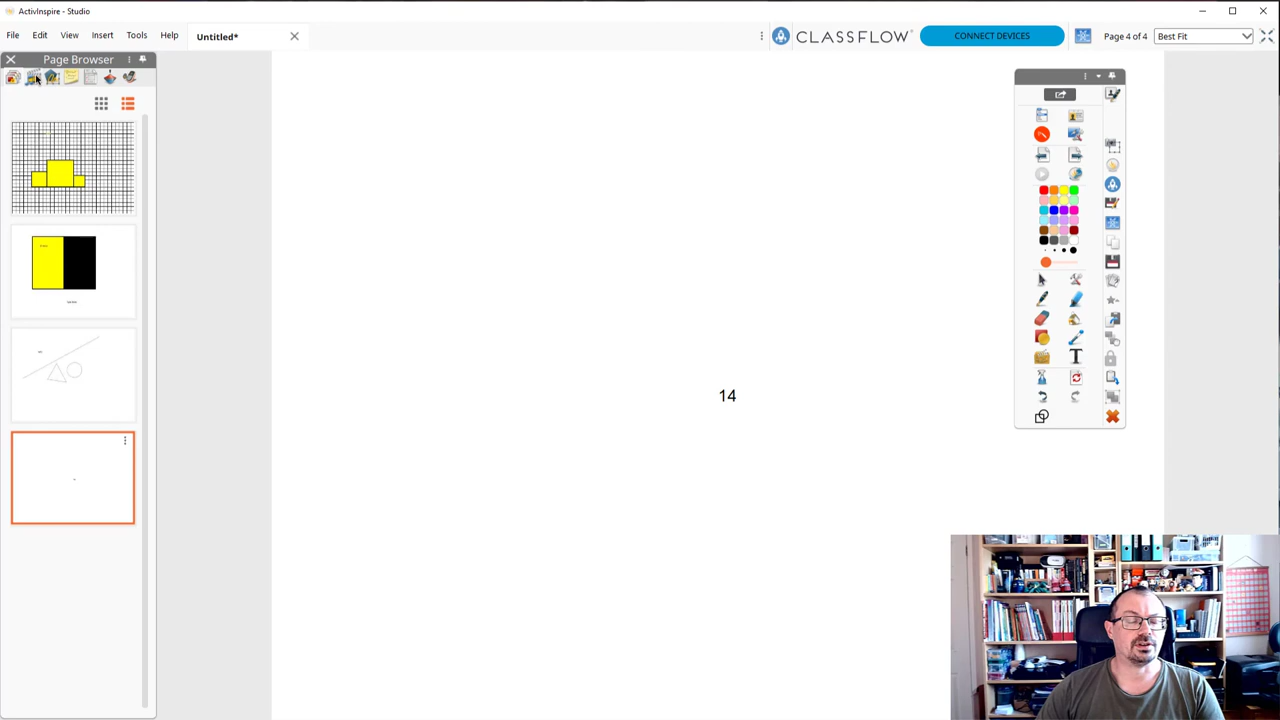 ActivInspire - Studio
File Edit View Insert Tools Help Untitled*
CLASSFLOW CONNECT DEVICES Page 4 of 4 Best Fit
Page Browser
14